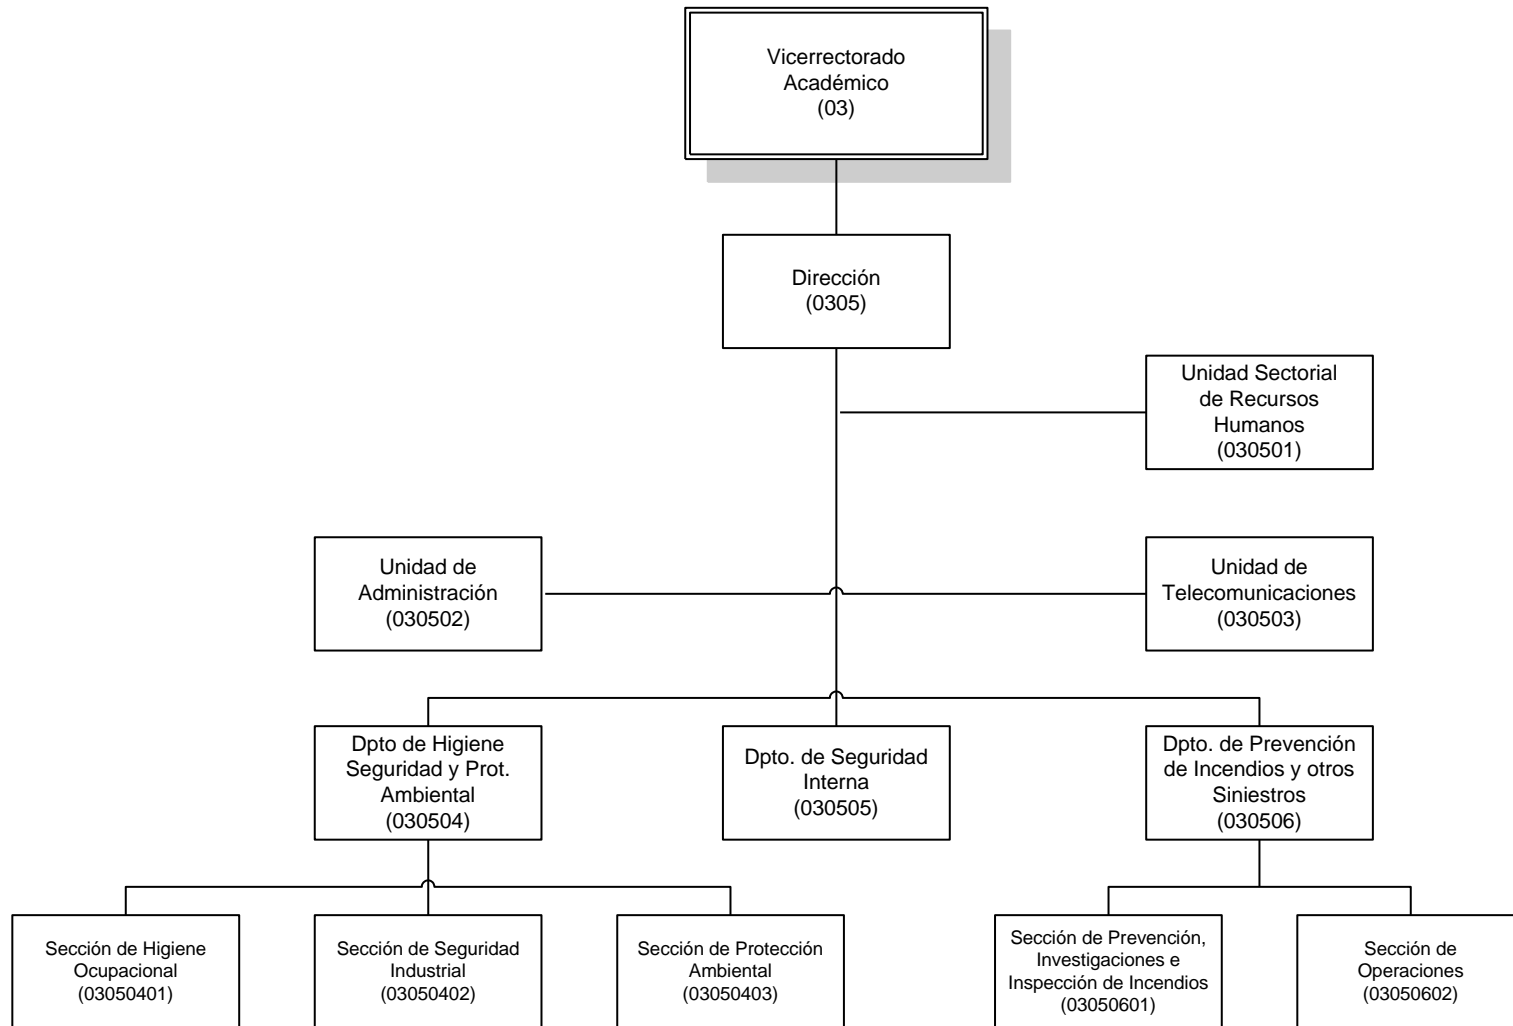 Vicerrectorado
Académico
(03)
Dirección
(0305)
Unidad Sectorial
de Recursos
Humanos
(030501)
Unidad de
Administración
(030502)
Unidad de
Telecomunicaciones
(030503)
Dpto de Higiene
Seguridad y Prot.
Ambiental
(030504)
Dpto. de Seguridad
Interna
(030505)
Dpto. de Prevención
de Incendios y otros
Siniestros
(030506)
Sección de Higiene
Ocupacional
(03050401)
Sección de Seguridad
Industrial
(03050402)
Sección de Protección
Ambiental
(03050403)
Sección de Prevención,
Investigaciones e
Inspección de Incendios
(03050601)
Sección de
Operaciones
(03050602)